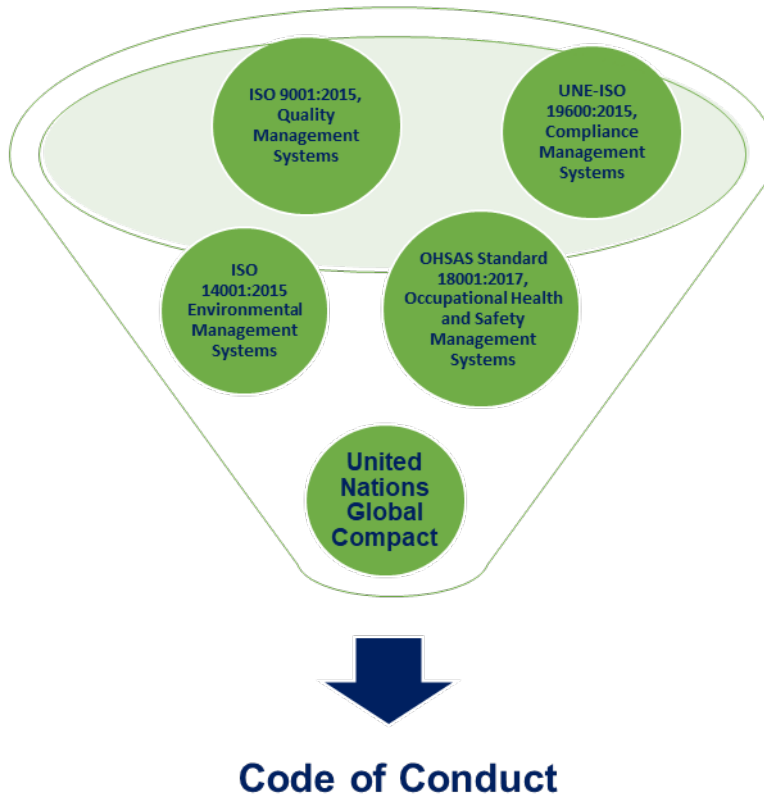 ISO 9001:2015,
Quality
Management
Systems
UNE-ISO
19600:2015,
Compliance
Management
Systems
ISO
14001:2015
Environmental
Management
Systems
OHSAS Standard
18001:2017,
Occupational Health
and Safety
Management
Systems
United
Nations
Global
Compact
Code of Conduct